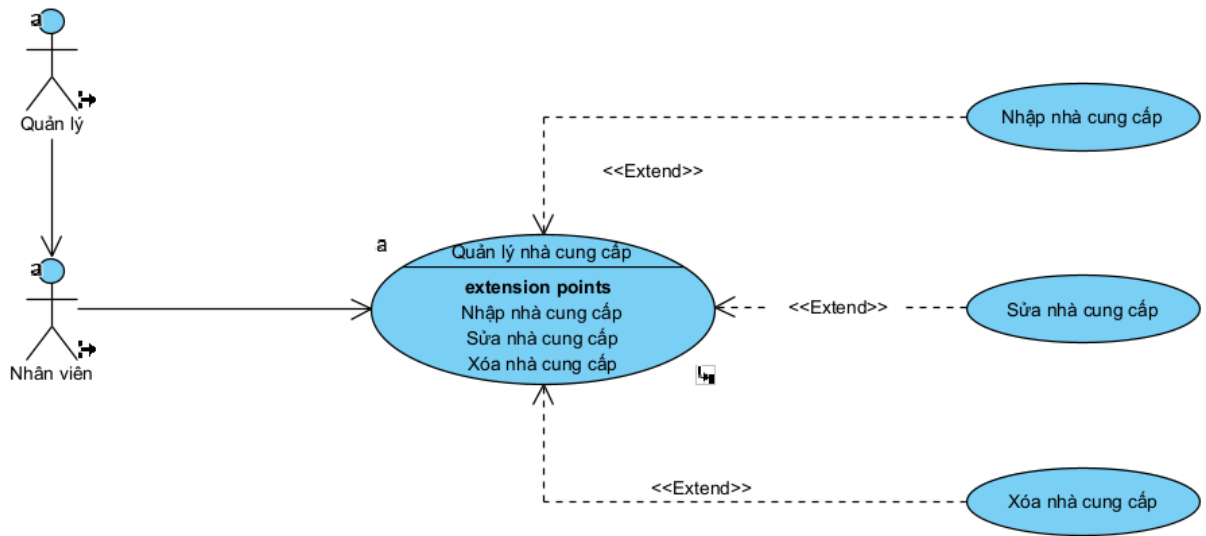 a
Quản lý
Nhập nhà cung cấp
<<Extend>>
a
Quản lý nhà cung cấp
extension points
Nhập nhà cung cấp
Sửa nhà cung cấp
Xóa nhà cung cấp
a
Nhân viên
<<Extend>>
Sửa nhà cung cấp
<<Extend>>
Xóa nhà cung cấp